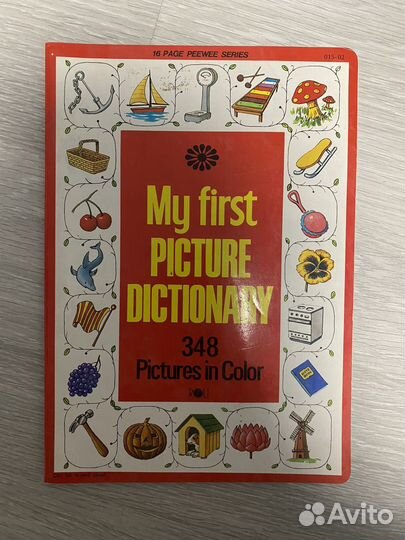 16 PAGE PEEWEE SERIES
015-02
My first
PICTURE
DICTIONARY
348
Pictures in Color
Avito